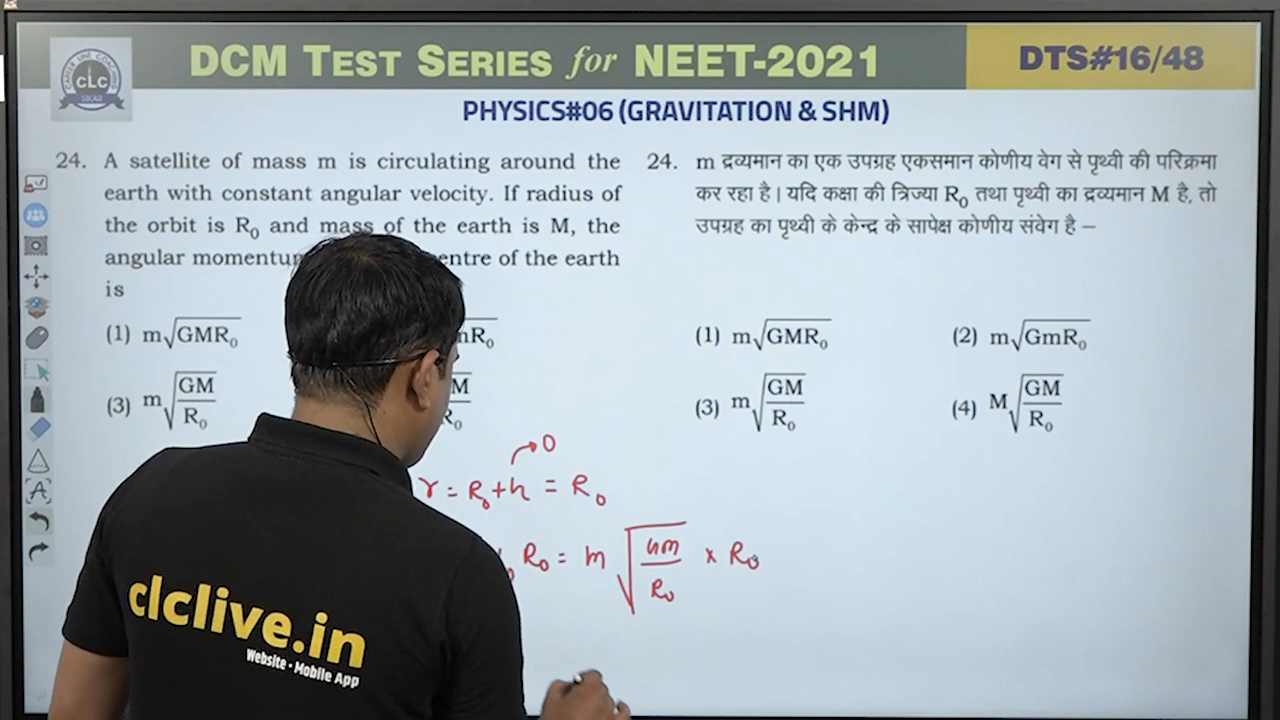 DCM TEST SERIES for NEET-2021
DTS#16/48
CLC
SIKAR
PHYSICS#06 (GRAVITATION & SHM)
24. A satellite of mass m is circulating around the
earth with constant angular velocity. If radius of
the orbit is R₀ and mass of the earth is M, the
angular momentu entre of the earth
is
(1) m√GMR₀ R₀
(3) m√GM/R₀ M
24. m द्रव्यमान का एक उपग्रह एकसमान कोणीय वेग से पृथ्वी की परिक्रमा
कर रहा है। यदि कक्षा की त्रिज्या R₀ तथा पृथ्वी का द्रव्यमान M है, तो
उपग्रह का पृथ्वी के केन्द्र के सापेक्ष कोणीय संवेग है –
(1) m√GMR₀ (2) m√GmR₀
(3) m√GM/R₀ (4) M√GM/R₀
0
r = R₀+h = R₀
R₀ = m√Gm/R₀ × R₀
clclive.in
Website • Mobile App